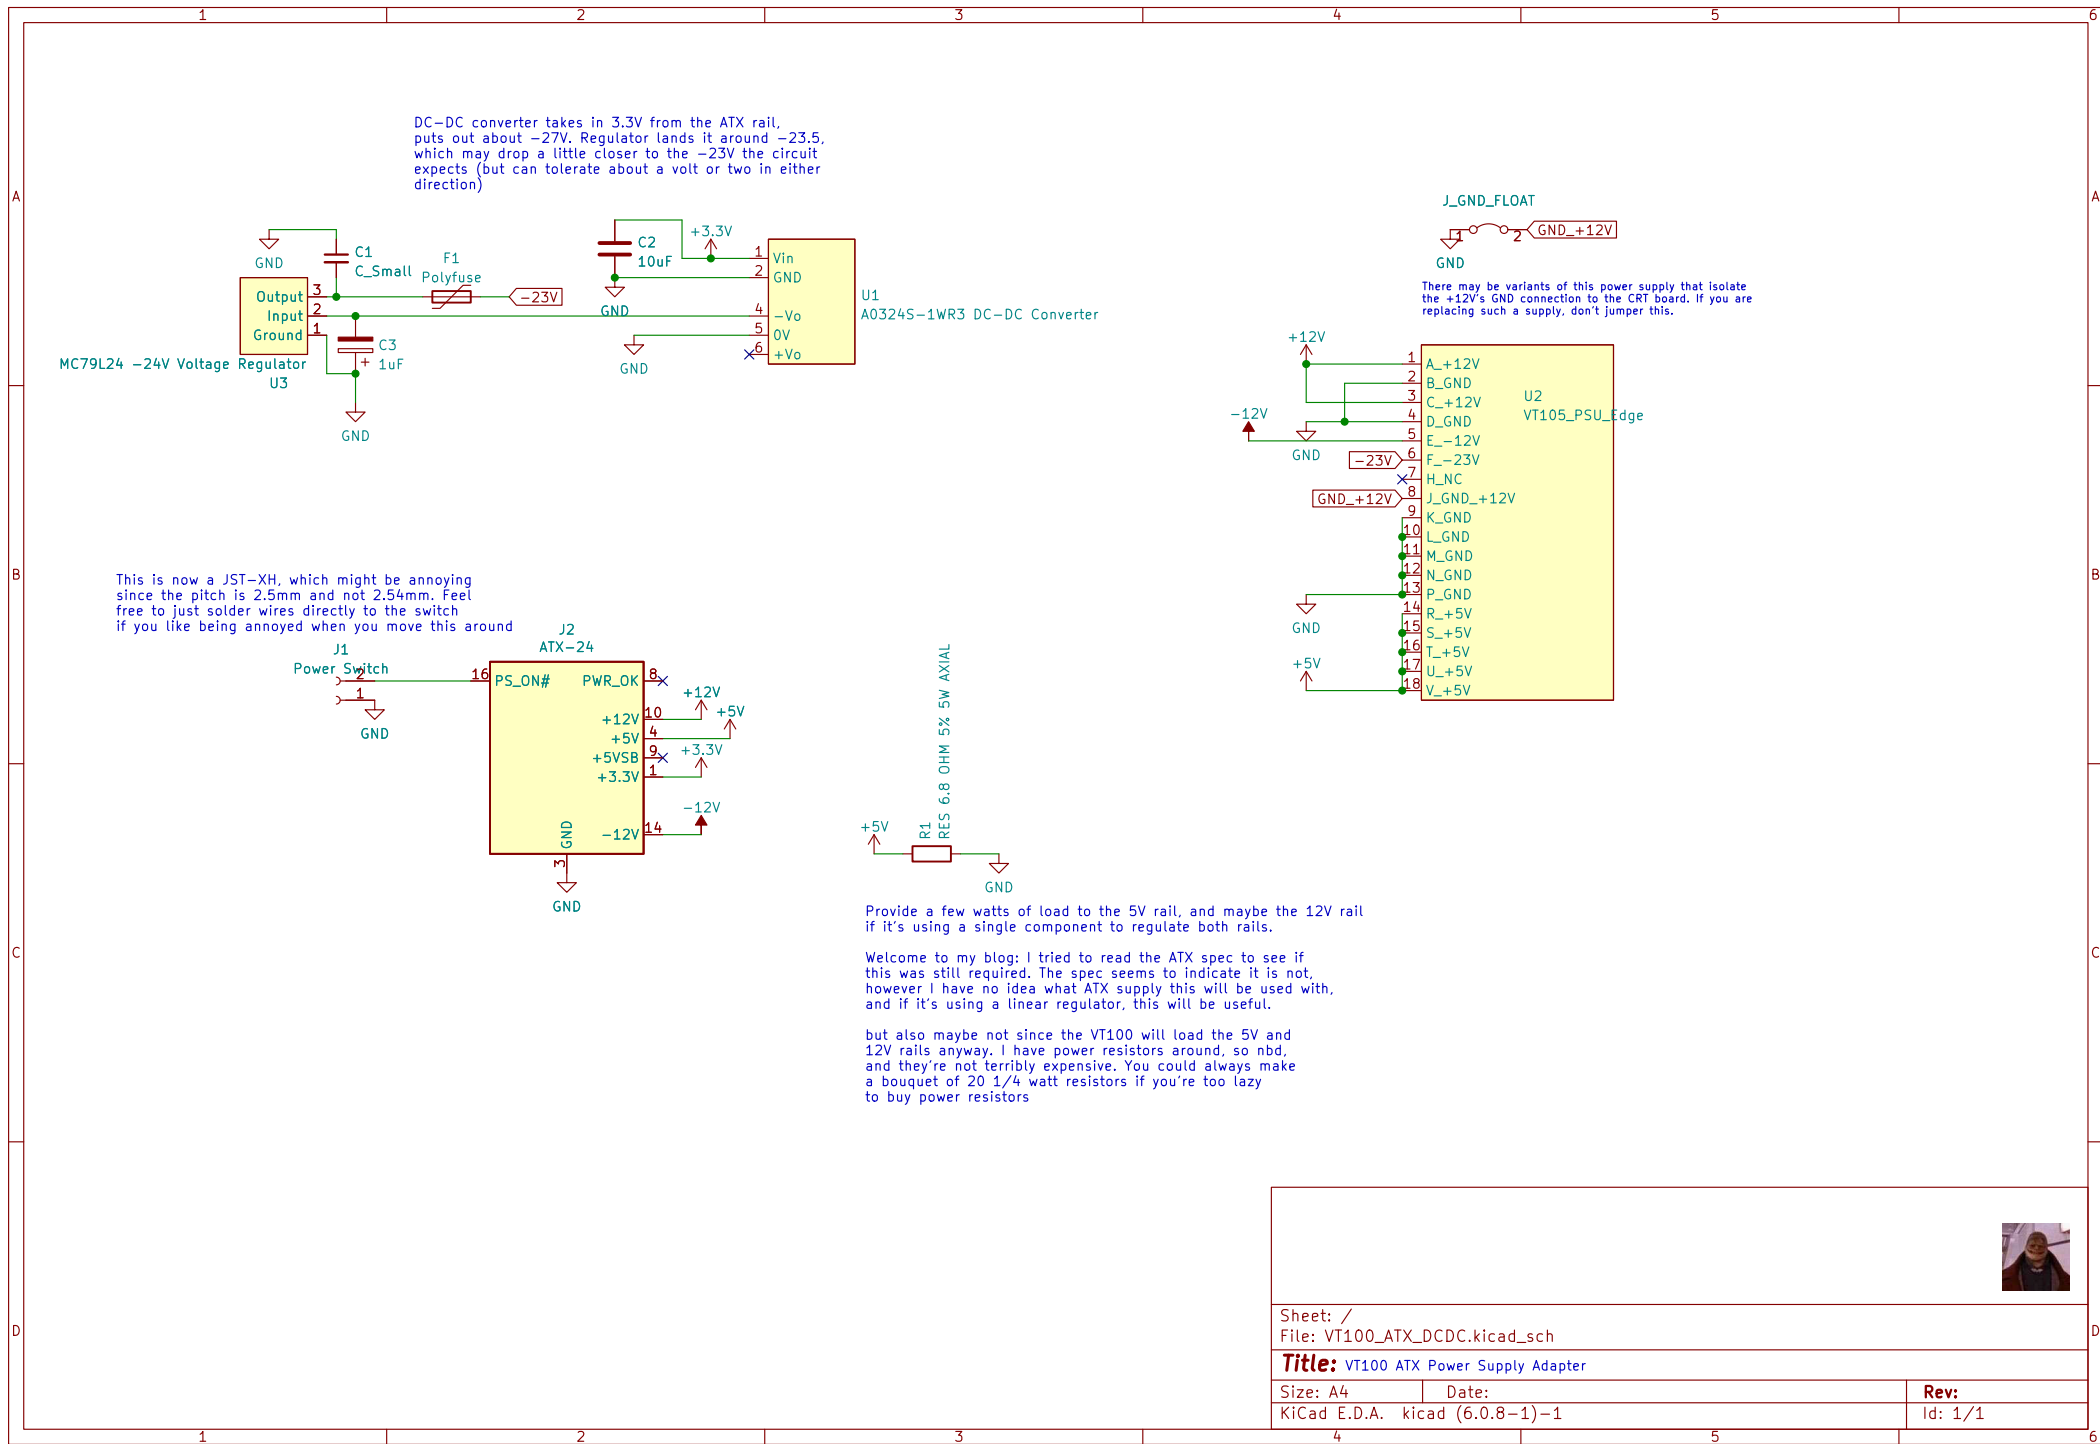 1 2 3 4 5 6
A
A
DC-DC converter takes in 3.3V from the ATX rail,
puts out about -27V. Regulator lands it around -23.5,
which may drop a little closer to the -23V the circuit
expects (but can tolerate about a volt or two in either
direction)
GND
C1
C_Small
F1
Polyfuse
-23V
Output 3
Input 2
Ground 1
MC79L24 -24V Voltage Regulator
U3
C3
1uF
+
GND
C2
10uF
GND
+3.3V
1 Vin
2 GND
4 -Vo
5 0V
6 +Vo
GND
U1
A0324S-1WR3 DC-DC Converter
J_GND_FLOAT
1 2
GND_+12V
GND
There may be variants of this power supply that isolate
the +12V's GND connection to the CRT board. If you are
replacing such a supply, don't jumper this.
+12V
-12V
GND
-23V
GND_+12V
GND
+5V
1 A_+12V
2 B_GND
3 C_+12V
4 D_GND
5 E_-12V
6 F_-23V
7 H_NC
8 J_GND_+12V
9 K_GND
10 L_GND
11 M_GND
12 N_GND
13 P_GND
14 R_+5V
15 S_+5V
16 T_+5V
17 U_+5V
18 V_+5V
U2
VT105_PSU_Edge
B
B
This is now a JST-XH, which might be annoying
since the pitch is 2.5mm and not 2.54mm. Feel
free to just solder wires directly to the switch
if you like being annoyed when you move this around
J1
Power Switch
2
1
GND
J2
ATX-24
16 PS_ON#
PWR_OK 8
+12V 10
+5V 4
+5VSB 9
+3.3V 1
-12V 14
GND
3
GND
+12V
+5V
+3.3V
-12V
+5V
R1
RES 6.8 OHM 5% 5W AXIAL
GND
Provide a few watts of load to the 5V rail, and maybe the 12V rail
if it's using a single component to regulate both rails.
Welcome to my blog: I tried to read the ATX spec to see if
this was still required. The spec seems to indicate it is not,
however I have no idea what ATX supply this will be used with,
and if it's using a linear regulator, this will be useful.
but also maybe not since the VT100 will load the 5V and
12V rails anyway. I have power resistors around, so nbd,
and they're not terribly expensive. You could always make
a bouquet of 20 1/4 watt resistors if you're too lazy
to buy power resistors
C
C
D
D
Sheet: /
File: VT100_ATX_DCDC.kicad_sch
Title: VT100 ATX Power Supply Adapter
Size: A4 Date: Rev:
KiCad E.D.A. kicad (6.0.8-1)-1 Id: 1/1
1 2 3 4 5 6